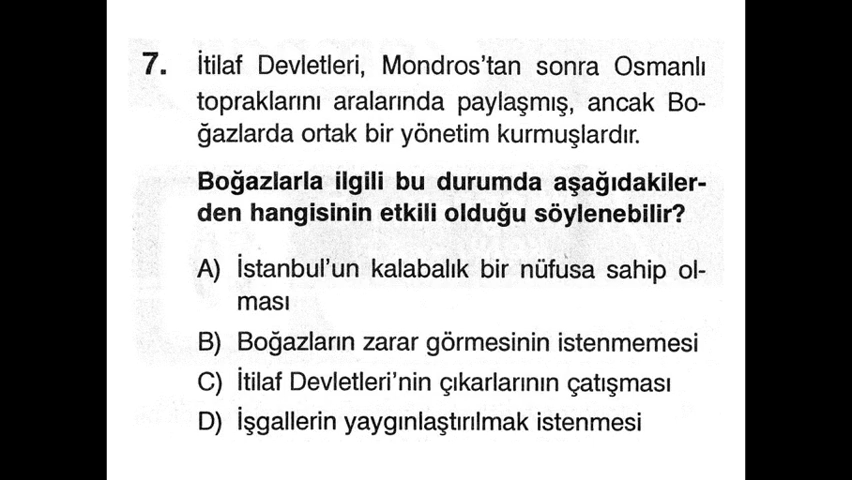 7. İtilaf Devletleri, Mondros'tan sonra Osmanlı
topraklarını aralarında paylaşmış, ancak Bo-
ğazlarda ortak bir yönetim kurmuşlardır.
Boğazlarla ilgili bu durumda aşağıdakiler-
den hangisinin etkili olduğu söylenebilir?
A) İstanbul'un kalabalık bir nüfusa sahip ol-
ması
B) Boğazların zarar görmesinin istenmemesi
C) İtilaf Devletleri'nin çıkarlarının çatışması
D) İşgallerin yaygınlaştırılmak istenmesi